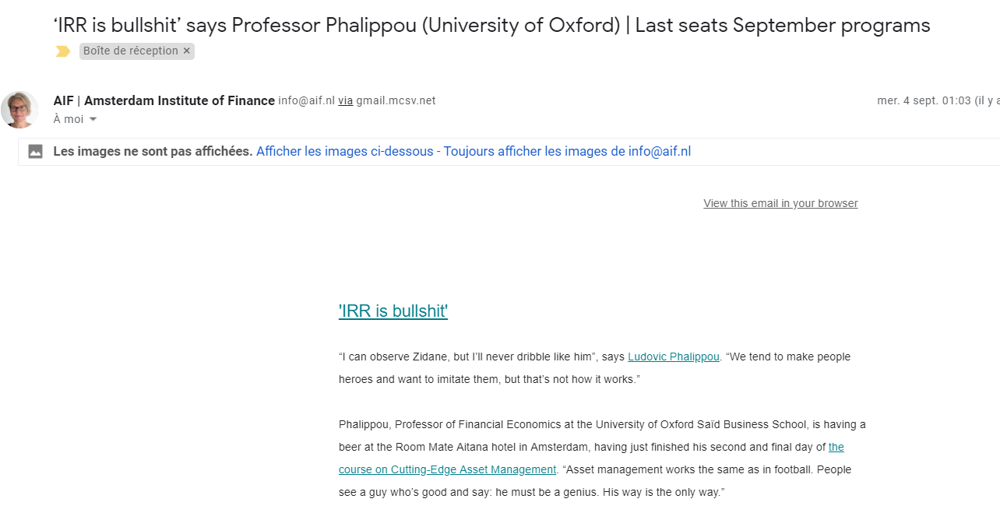 ‘IRR is bullshit’ says Professor Phalippou (University of Oxford) | Last seats September programs
Boîte de réception ×
AIF | Amsterdam Institute of Finance info@aif.nl via gmail.mcsv.net
mer. 4 sept. 01:03 (il y a
À moi
Les images ne sont pas affichées. Afficher les images ci-dessous - Toujours afficher les images de info@aif.nl
View this email in your browser
'IRR is bullshit'
“I can observe Zidane, but I’ll never dribble like him”, says Ludovic Phalippou. “We tend to make people
heroes and want to imitate them, but that’s not how it works.”
Phalippou, Professor of Financial Economics at the University of Oxford Saïd Business School, is having a
beer at the Room Mate Aitana hotel in Amsterdam, having just finished his second and final day of the
course on Cutting-Edge Asset Management. “Asset management works the same as in football. People
see a guy who’s good and say: he must be a genius. His way is the only way.”